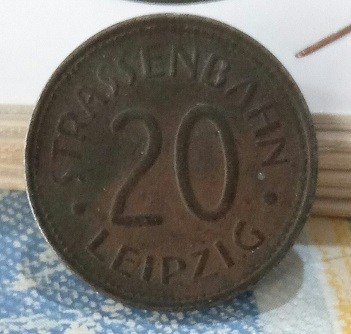 STRASSENBAHN
20
• LEIPZIG •